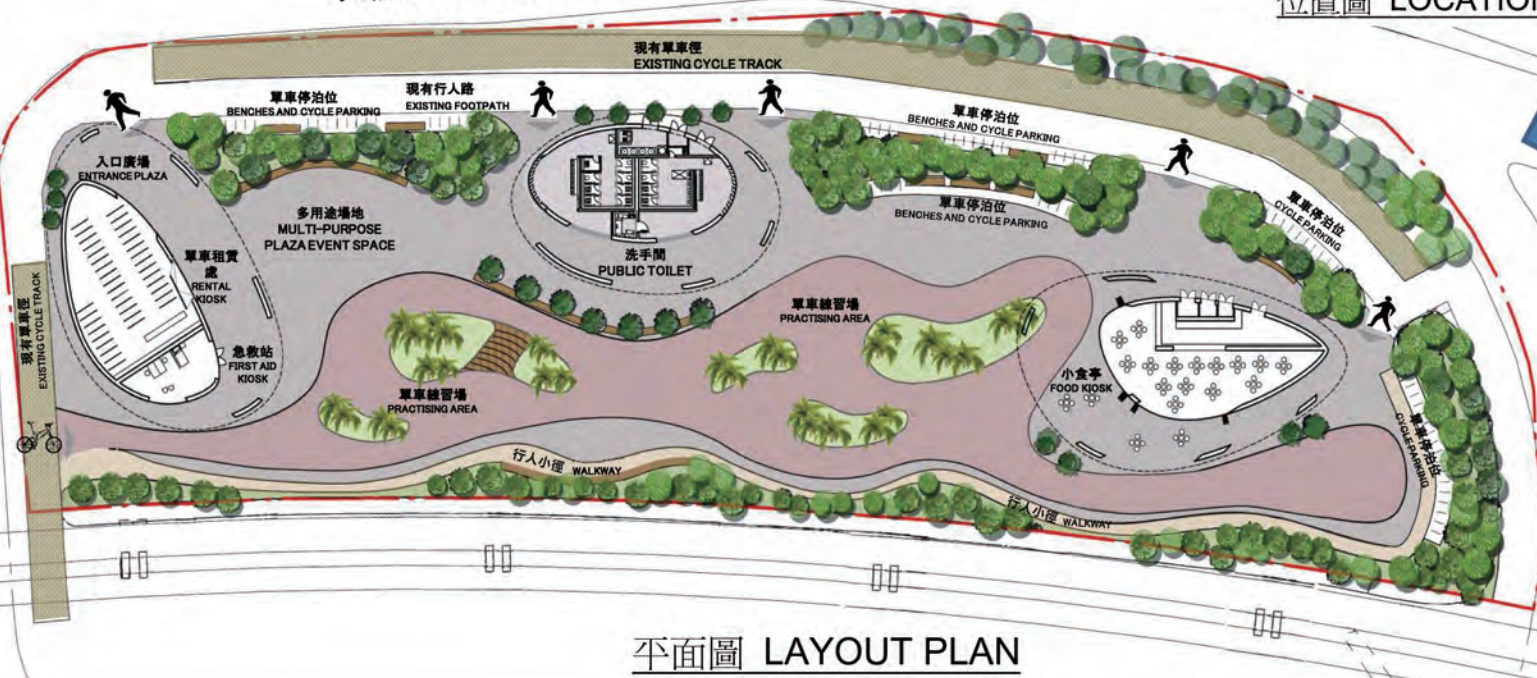 位置圖 LOCATION
現有單車徑
EXISTING CYCLE TRACK
單車停泊位
BENCHES AND CYCLE PARKING
現有行人路
EXISTING FOOTPATH
單車停泊位
BENCHES AND CYCLE PARKING
入口廣場
ENTRANCE PLAZA
多用途場地
MULTI-PURPOSE
PLAZA EVENT SPACE
單車停泊位
BENCHES AND CYCLE PARKING
單車停泊位
CYCLE PARKING
單車租賃
處
RENTAL
KIOSK
洗手間
PUBLIC TOILET
現有單車徑
EXISTING CYCLE TRACK
單車練習場
PRACTISING AREA
急救站
FIRST AID
KIOSK
小食亭
FOOD KIOSK
單車練習場
PRACTISING AREA
單車停泊位
CYCLE PARKING
行人小徑 WALKWAY
行人小徑 WALKWAY
平面圖 LAYOUT PLAN